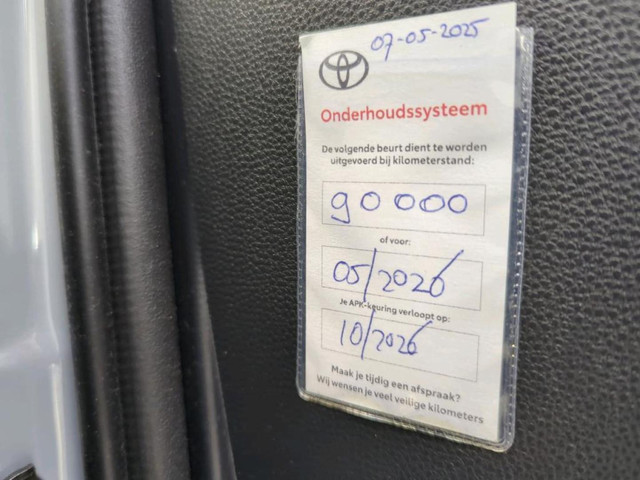 07-05-2025
Onderhoudssysteem
De volgende beurt dient te worden
uitgevoerd bij kilometerstand:
90000
of voor:
05/2026
Je APK-keuring verloopt op:
10/2026
Maak je tijdig een afspraak?
Wij wensen je veel veilige kilometers